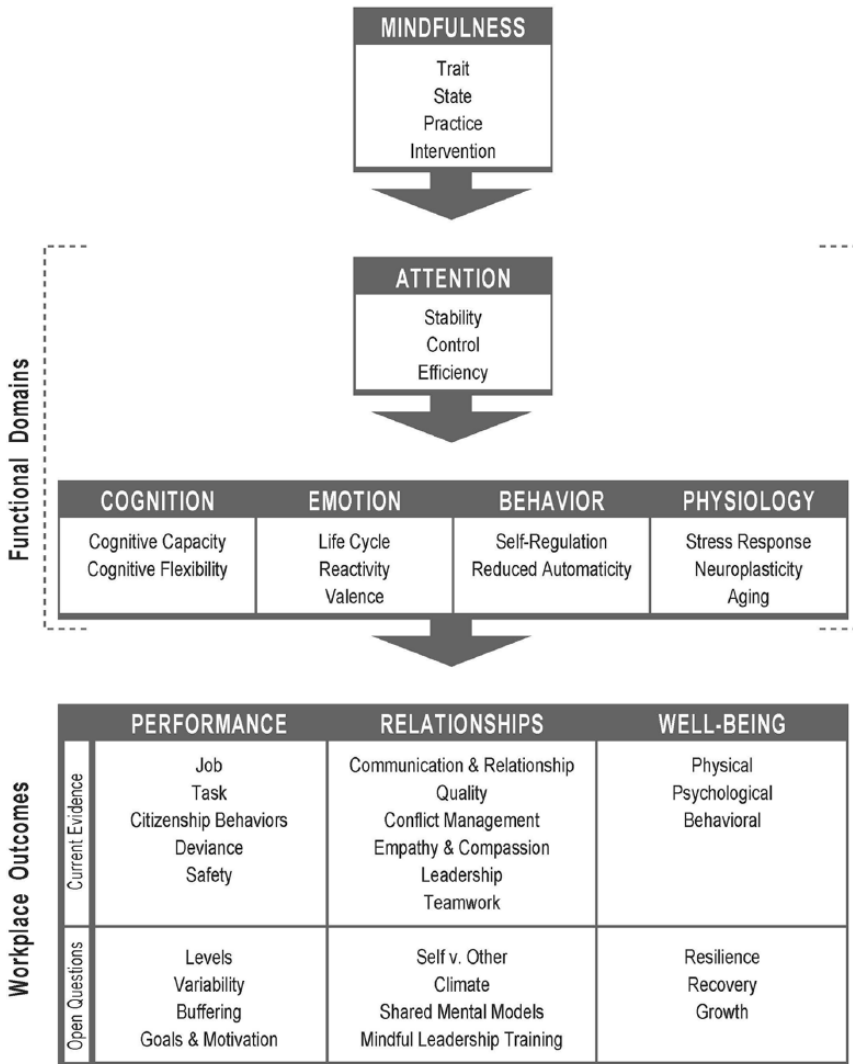 MINDFULNESS
Trait
State
Practice
Intervention
Functional Domains
ATTENTION
Stability
Control
Efficiency
COGNITION
Cognitive Capacity
Cognitive Flexibility
EMOTION
Life Cycle
Reactivity
Valence
BEHAVIOR
Self-Regulation
Reduced Automaticity
PHYSIOLOGY
Stress Response
Neuroplasticity
Aging
Workplace Outcomes
PERFORMANCE
RELATIONSHIPS
WELL-BEING
Current Evidence
Job
Task
Citizenship Behaviors
Deviance
Safety
Communication & Relationship
Quality
Conflict Management
Empathy & Compassion
Leadership
Teamwork
Physical
Psychological
Behavioral
Open Questions
Levels
Variability
Buffering
Goals & Motivation
Self v. Other
Climate
Shared Mental Models
Mindful Leadership Training
Resilience
Recovery
Growth